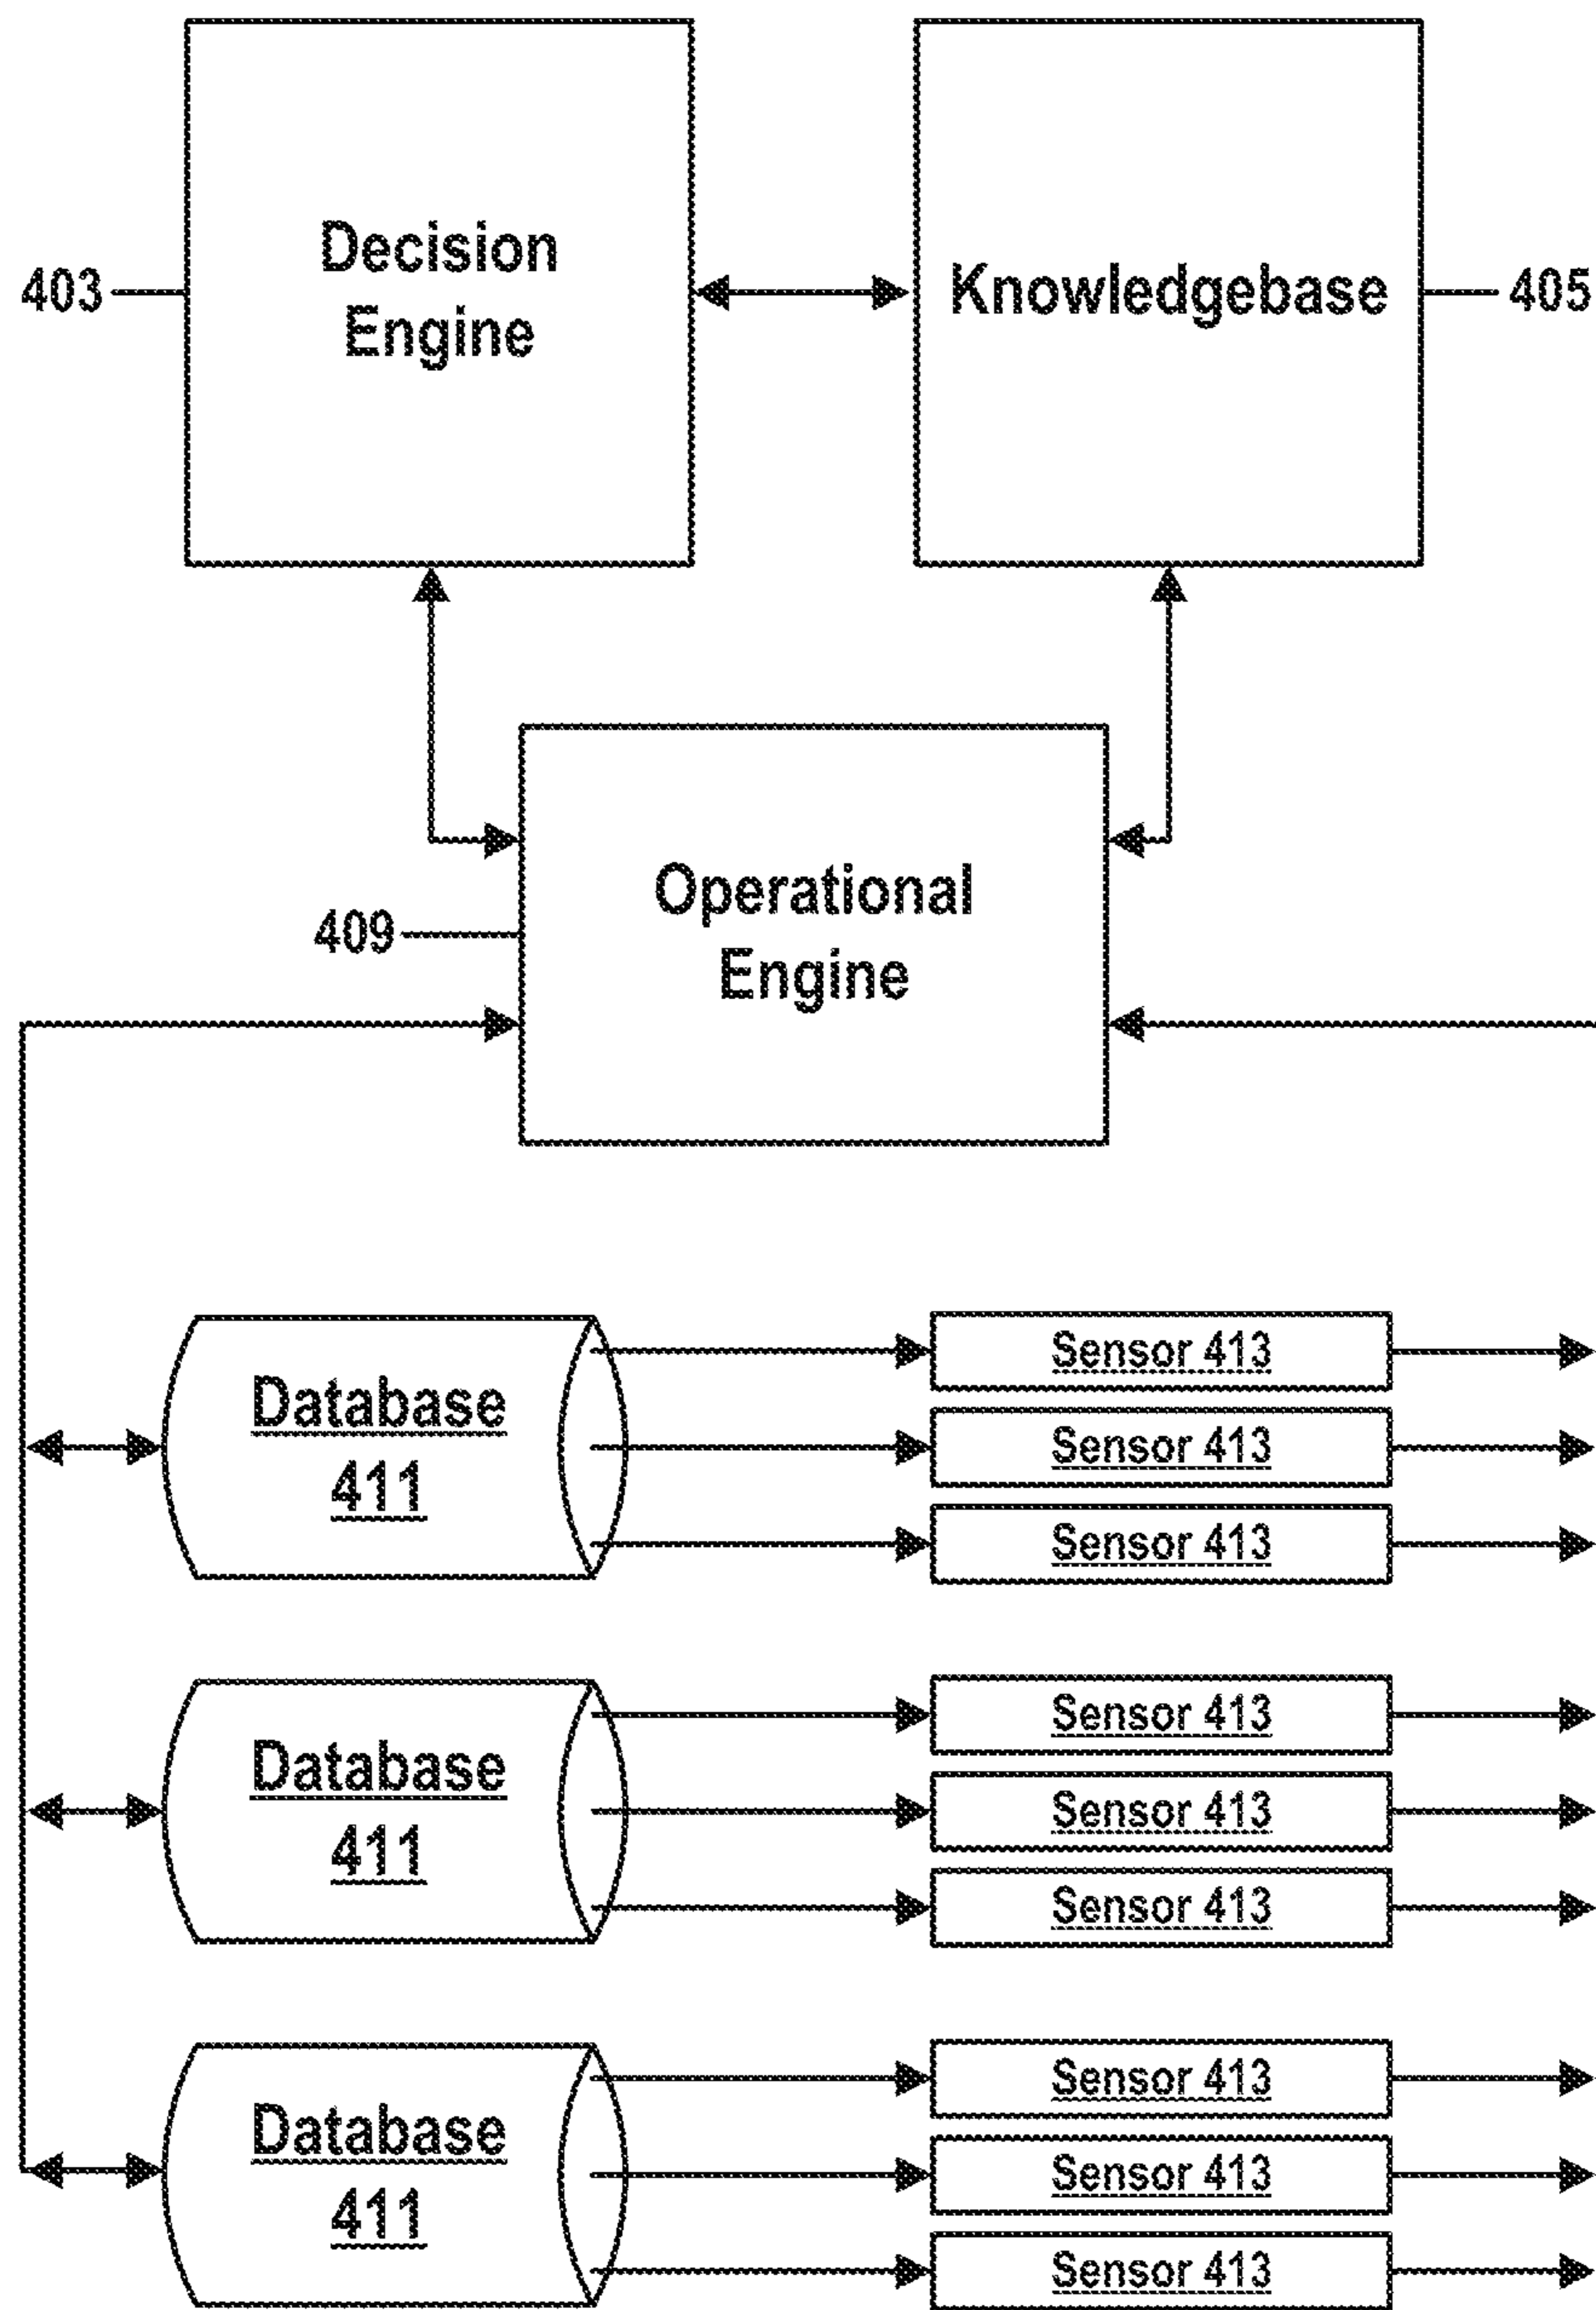 Decision
Engine
403
Knowledgebase
405
Operational
Engine
409
Database
411
Sensor 413
Sensor 413
Sensor 413
Database
411
Sensor 413
Sensor 413
Sensor 413
Database
411
Sensor 413
Sensor 413
Sensor 413